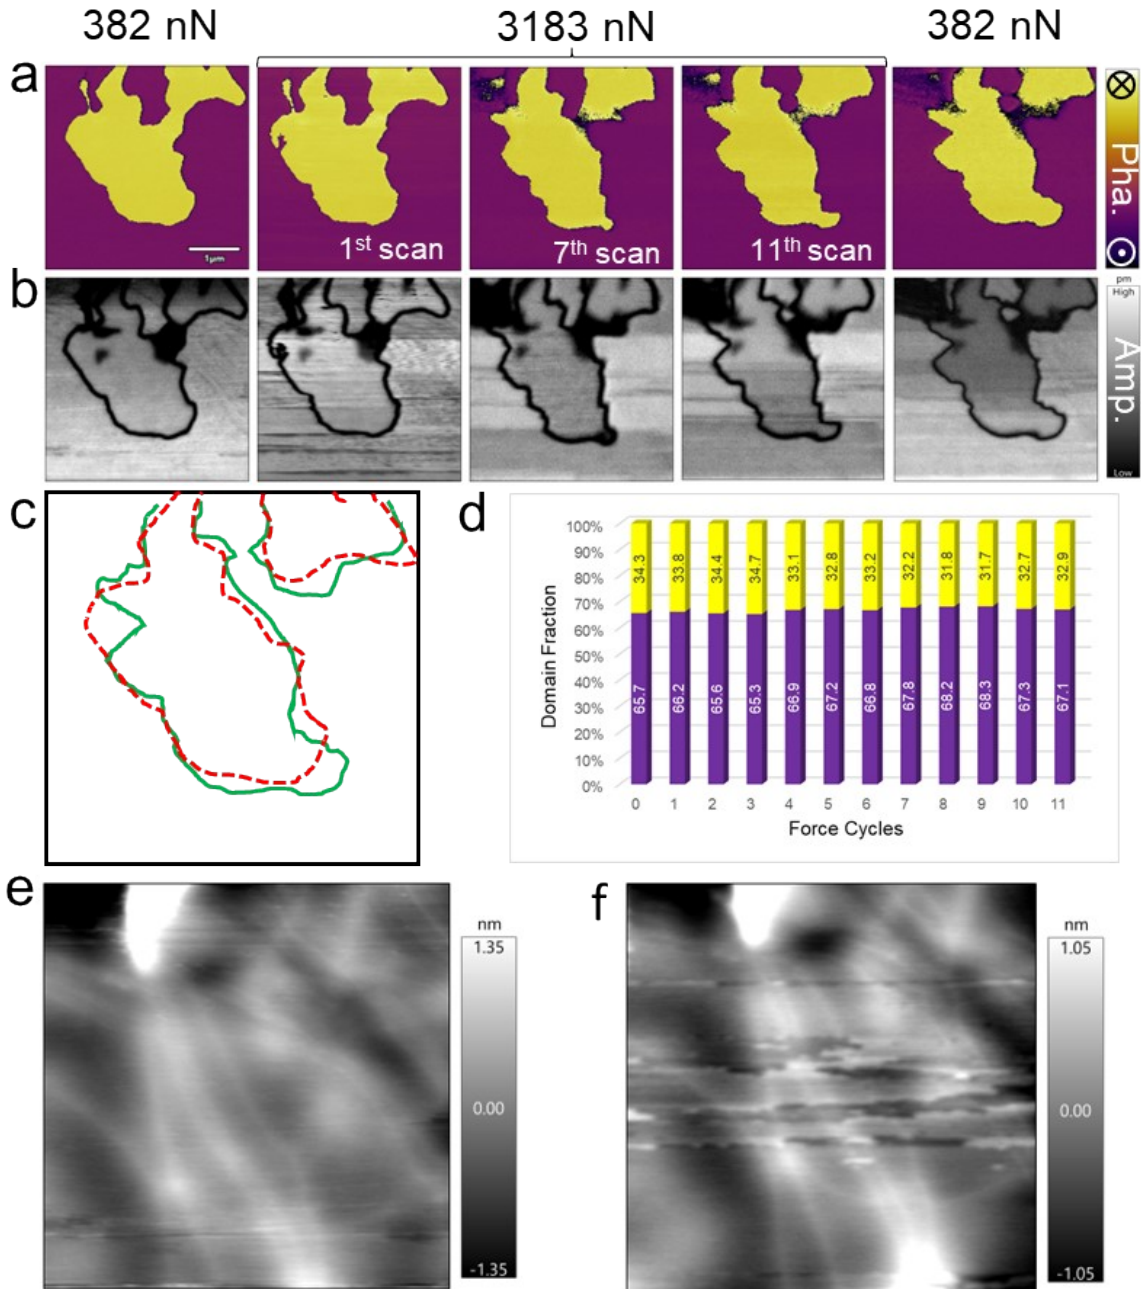 382 nN 3183 nN 382 nN
a
1st scan 7th scan 11th scan
1μm
Pha.
b
pm
High
Amp.
Low
c
d
100%
90%
80%
70%
60%
50%
40%
30%
20%
10%
0%
Domain Fraction
34.3 33.8 34.4 34.7 33.1 32.8 33.2 32.2 31.8 31.7 32.7 32.9
65.7 66.2 65.6 65.3 66.9 67.2 66.8 67.8 68.2 68.3 67.3 67.1
0 1 2 3 4 5 6 7 8 9 10 11
Force Cycles
e
nm
1.35
0.00
-1.35
f
nm
1.05
0.00
-1.05